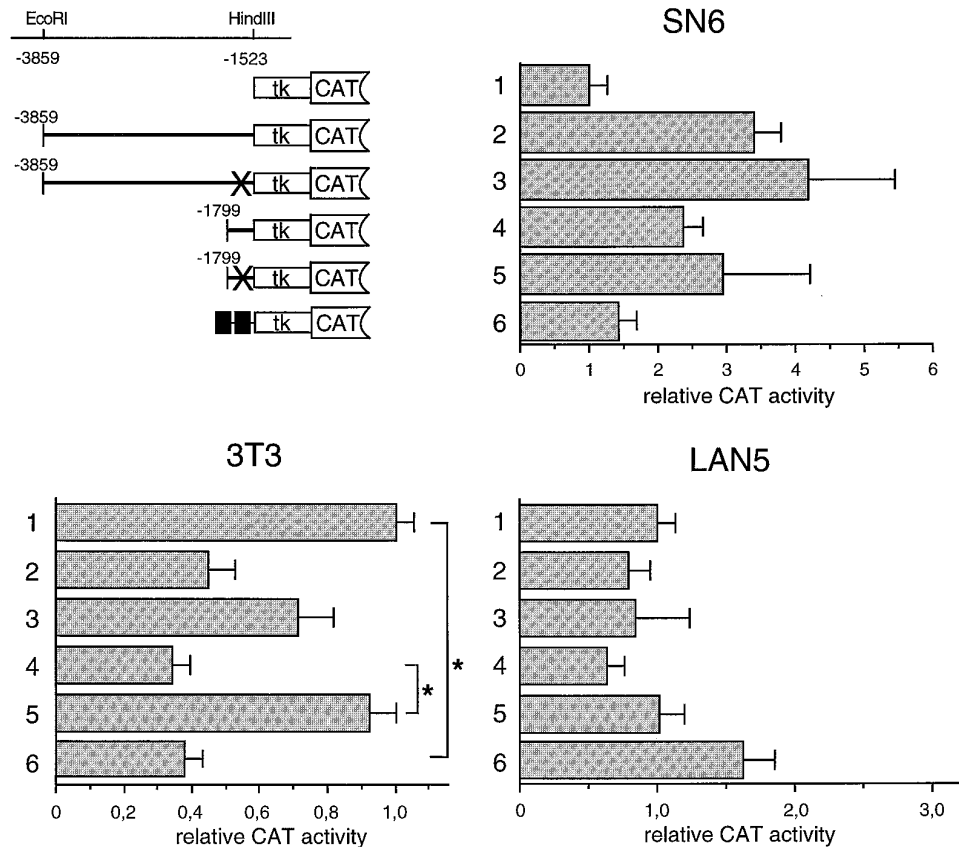 EcoRI HindIII
-3859 -1523
tk CAT
-3859
tk CAT
-3859
X tk CAT
-1799
tk CAT
-1799
X tk CAT
tk CAT
SN6
1
2
3
4
5
6
0 1 2 3 4 5 6
relative CAT activity
3T3
1
2
3
4
5
6
*
*
0 0,2 0,4 0,6 0,8 1,0
relative CAT activity
LAN5
1
2
3
4
5
6
0 1,0 2,0 3,0
relative CAT activity